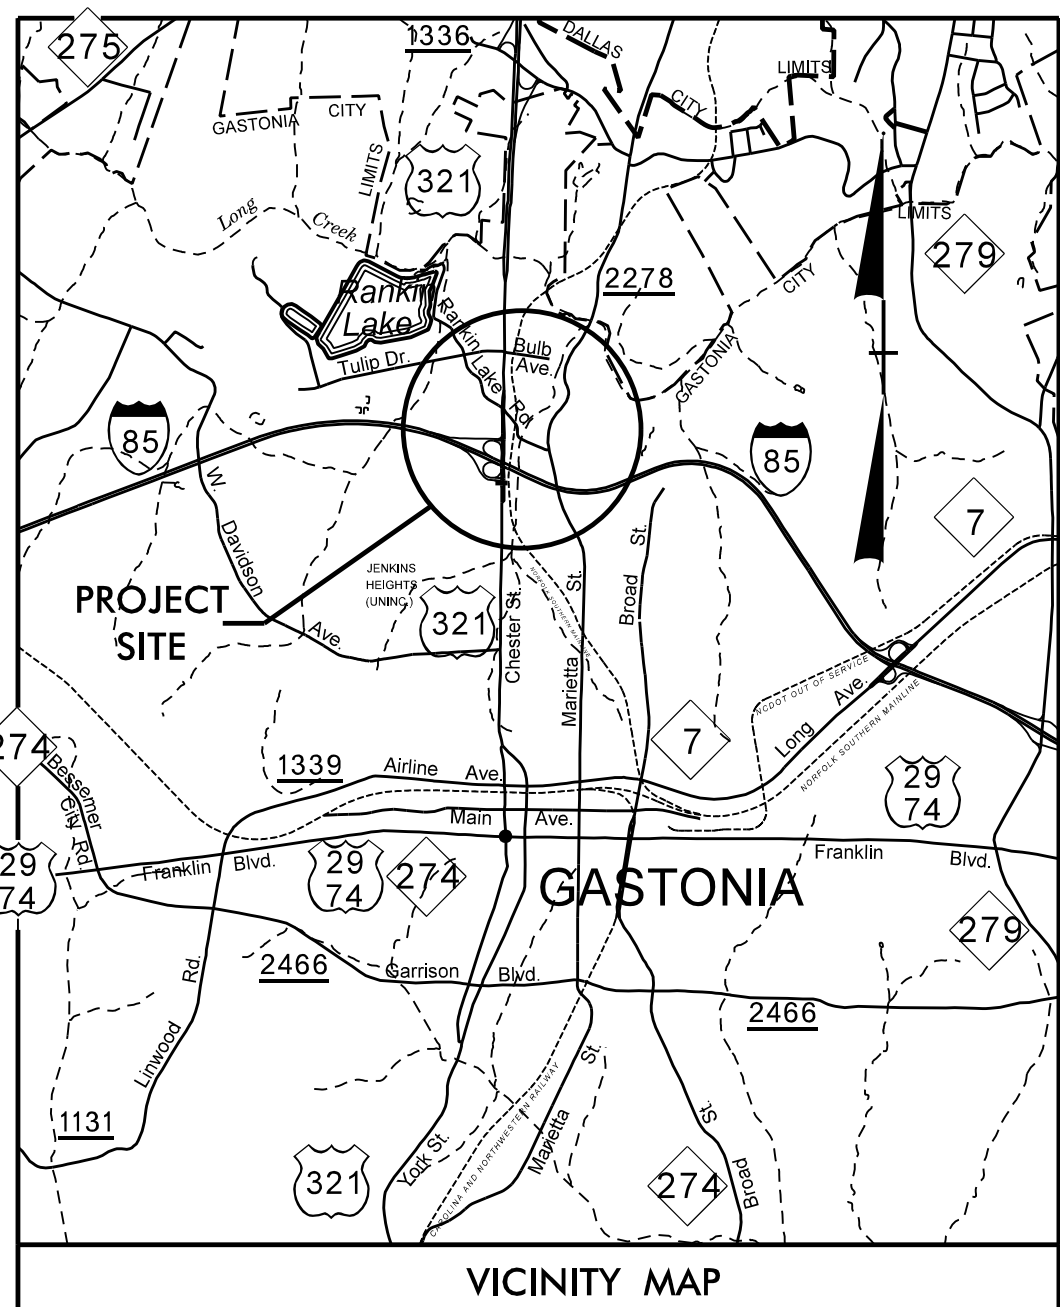 275
1336
DALLAS
LIMITS
CITY
GASTONIA
CITY
LIMITS
321
Long
Creek
LIMITS
279
2278
CITY
Rankin
Lake
Rankin Lake Rd
Bulb
Ave.
Tulip Dr.
GASTONIA
85
85
W.
Davidson
Ave.
7
St.
Broad
JENKINS
HEIGHTS
(UNINC.)
PROJECT
SITE
321
Chester St.
NORFOLK SOUTHERN MAINLINE
St.
Marietta
NCDOT OUT OF SERVICE
Long
Ave.
NORFOLK SOUTHERN MAINLINE
274
7
Bessemer
City Rd.
1339
Airline
Ave.
29
74
Main
Ave.
29
74
Franklin
Blvd.
29
74
274
GASTONIA
Franklin
Blvd.
279
Linwood
Rd.
2466
Garrison
Blvd.
2466
1131
321
York St.
CAROLINA AND NORTHWESTERN RAILWAY
Marietta
St.
274
St.
Broad
VICINITY MAP